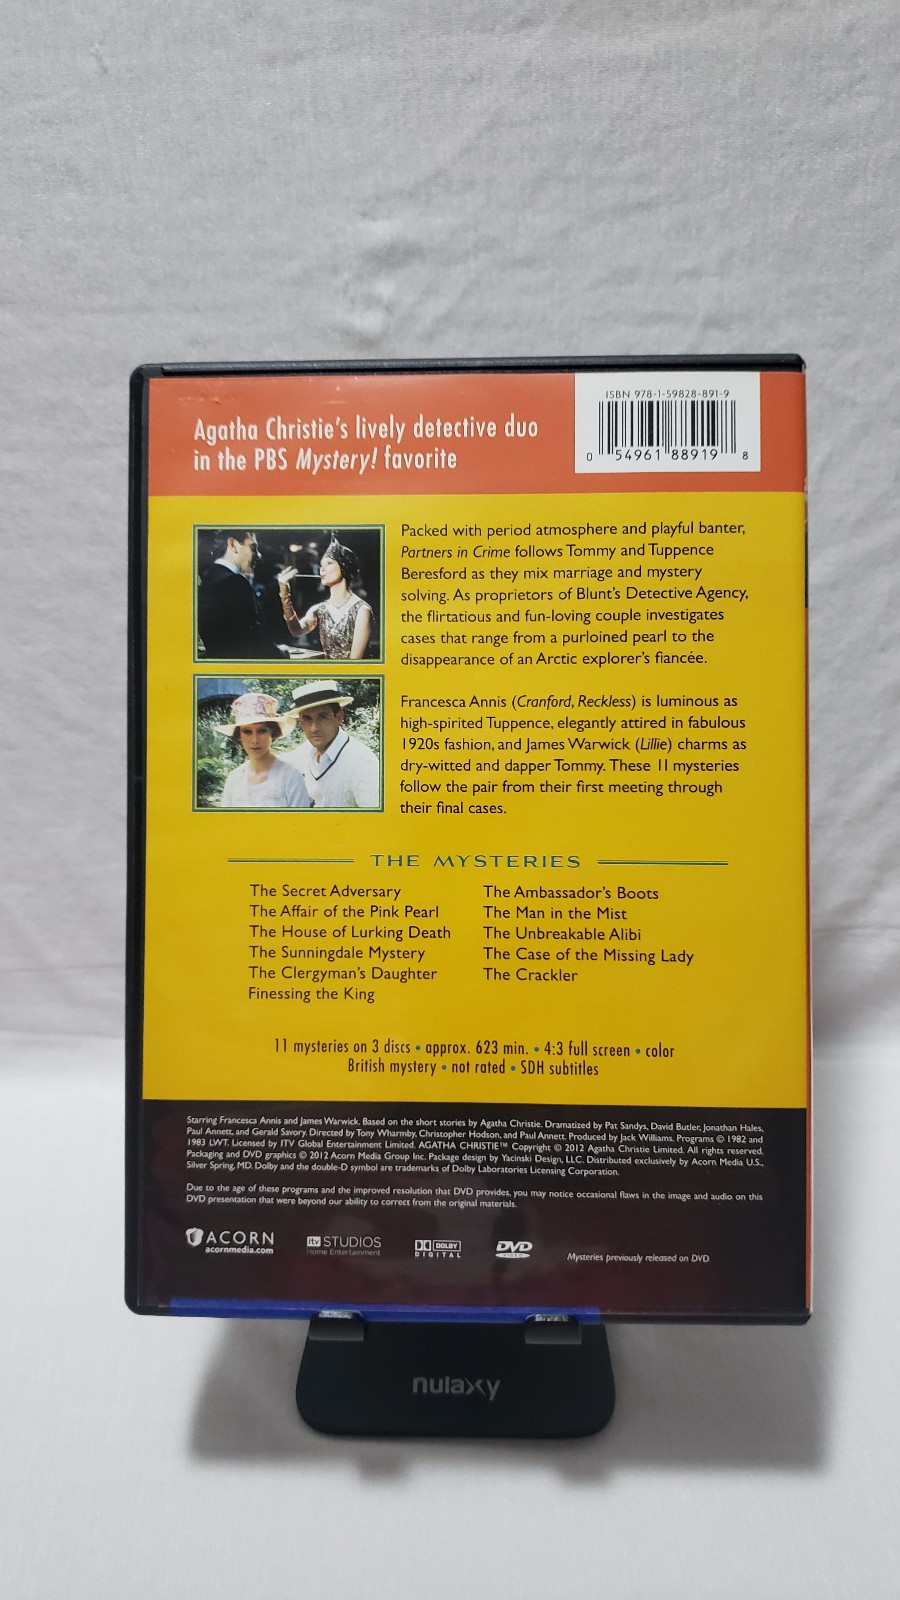 ISBN 978-1-59828-891-9
0 54961 88919 8
Agatha Christie's lively detective duo
in the PBS Mystery! favorite
Packed with period atmosphere and playful banter,
Partners in Crime follows Tommy and Tuppence
Beresford as they mix marriage and mystery
solving. As proprietors of Blunt's Detective Agency,
the flirtatious and fun-loving couple investigates
cases that range from a purloined pearl to the
disappearance of an Arctic explorer's fiancée.
Francesca Annis (Cranford, Reckless) is luminous as
high-spirited Tuppence, elegantly attired in fabulous
1920s fashion, and James Warwick (Lillie) charms as
dry-witted and dapper Tommy. These 11 mysteries
follow the pair from their first meeting through
their final cases.
THE MYSTERIES
The Secret Adversary
The Affair of the Pink Pearl
The House of Lurking Death
The Sunningdale Mystery
The Clergyman's Daughter
Finessing the King
The Ambassador's Boots
The Man in the Mist
The Unbreakable Alibi
The Case of the Missing Lady
The Crackler
11 mysteries on 3 discs • approx. 623 min. • 4:3 full screen • color
British mystery • not rated • SDH subtitles
Starring Francesca Annis and James Warwick. Based on the short stories by Agatha Christie. Dramatized by Pat Sandys, David Butler, Jonathan Hales,
Paul Annett, and Gerald Savory. Directed by Tony Wharmby, Christopher Hodson, and Paul Annett. Produced by Jack Williams. Programs © 1982 and
1983 LWT. Licensed by ITV Global Entertainment Limited. AGATHA CHRISTIE™ Copyright © 2012 Agatha Christie Limited. All rights reserved.
Packaging and DVD graphics © 2012 Acorn Media Group Inc. Package design by Yacinski Design, LLC. Distributed exclusively by Acorn Media U.S.,
Silver Spring, MD. Dolby and the double-D symbol are trademarks of Dolby Laboratories Licensing Corporation.
Due to the age of these programs and the improved resolution that DVD provides, you may notice occasional flaws in the image and audio on this
DVD presentation that were beyond our ability to correct from the original materials.
ACORN
acornmedia.com
itv STUDIOS
Home Entertainment
DOLBY
DIGITAL
DVD
VIDEO
Mysteries previously released on DVD
nulaxy